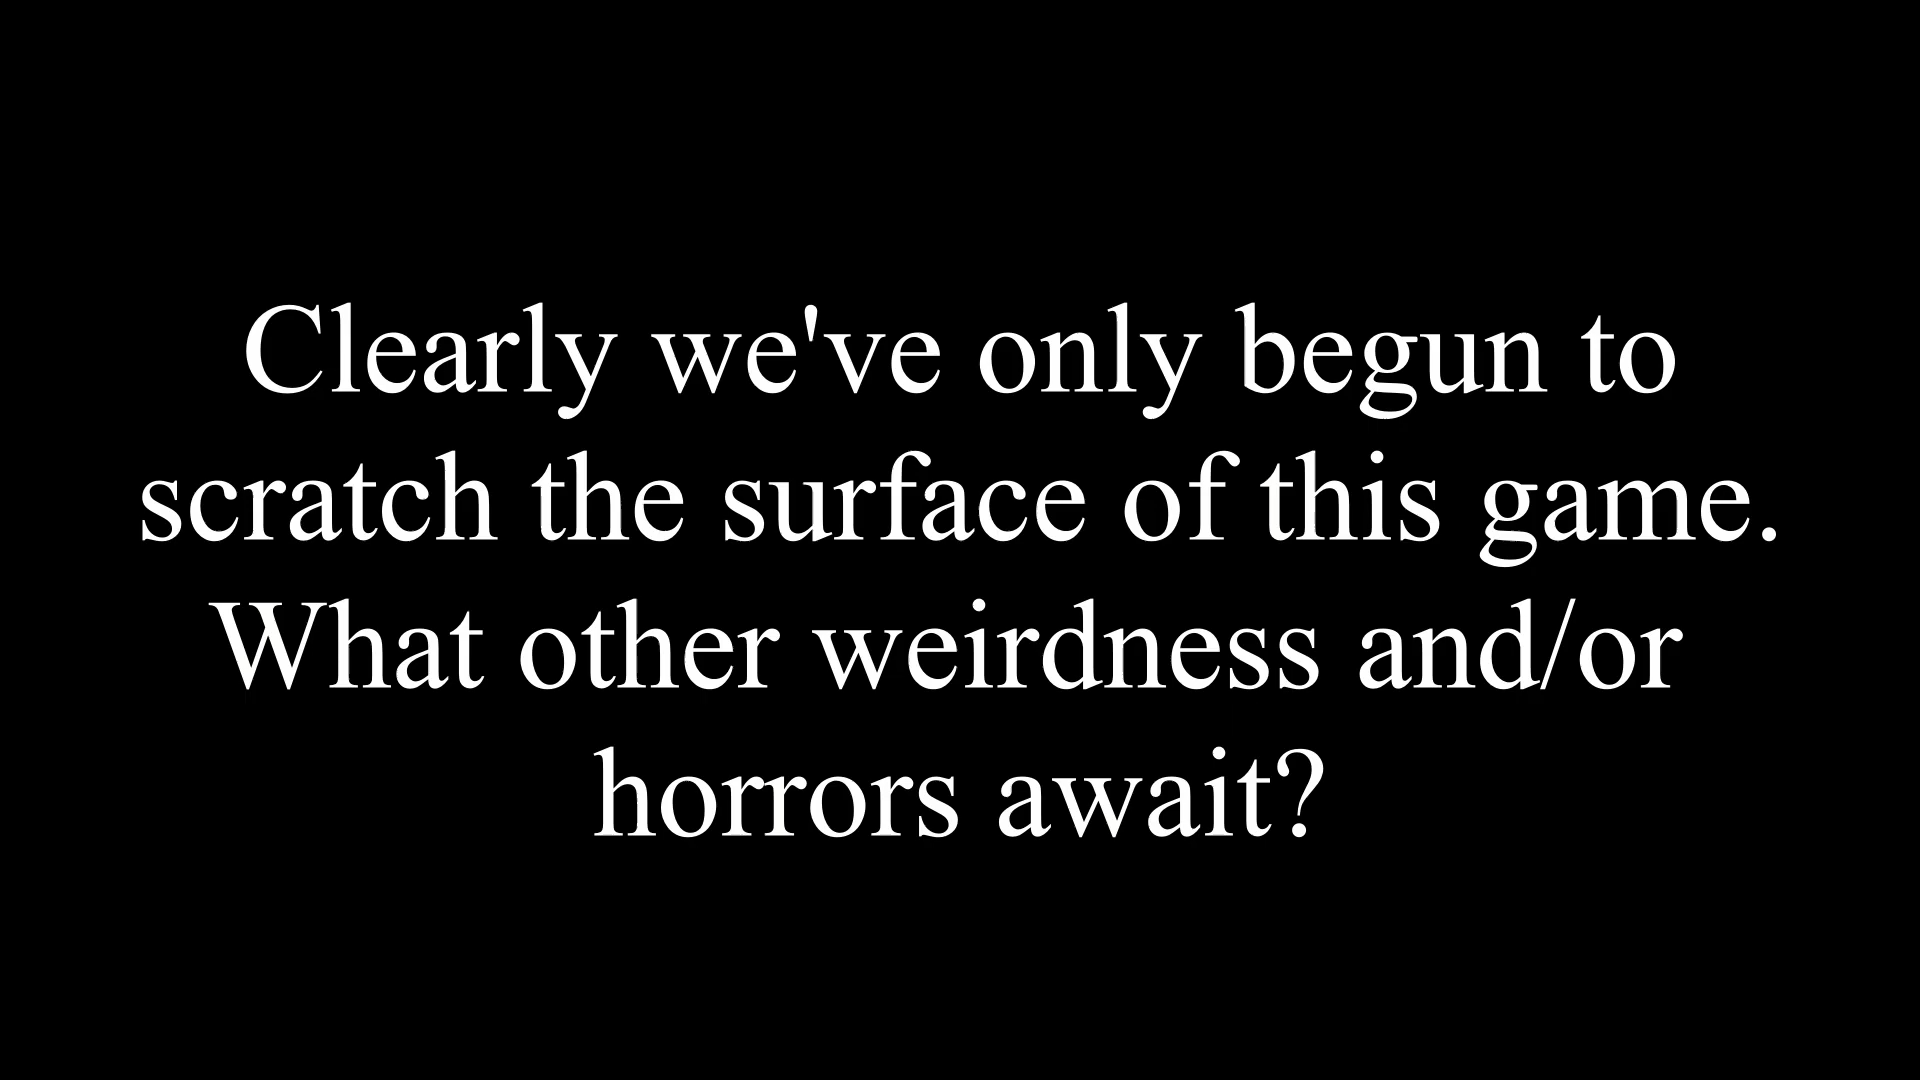 Clearly we've only begun to
scratch the surface of this game.
What other weirdness and/or
horrors await?